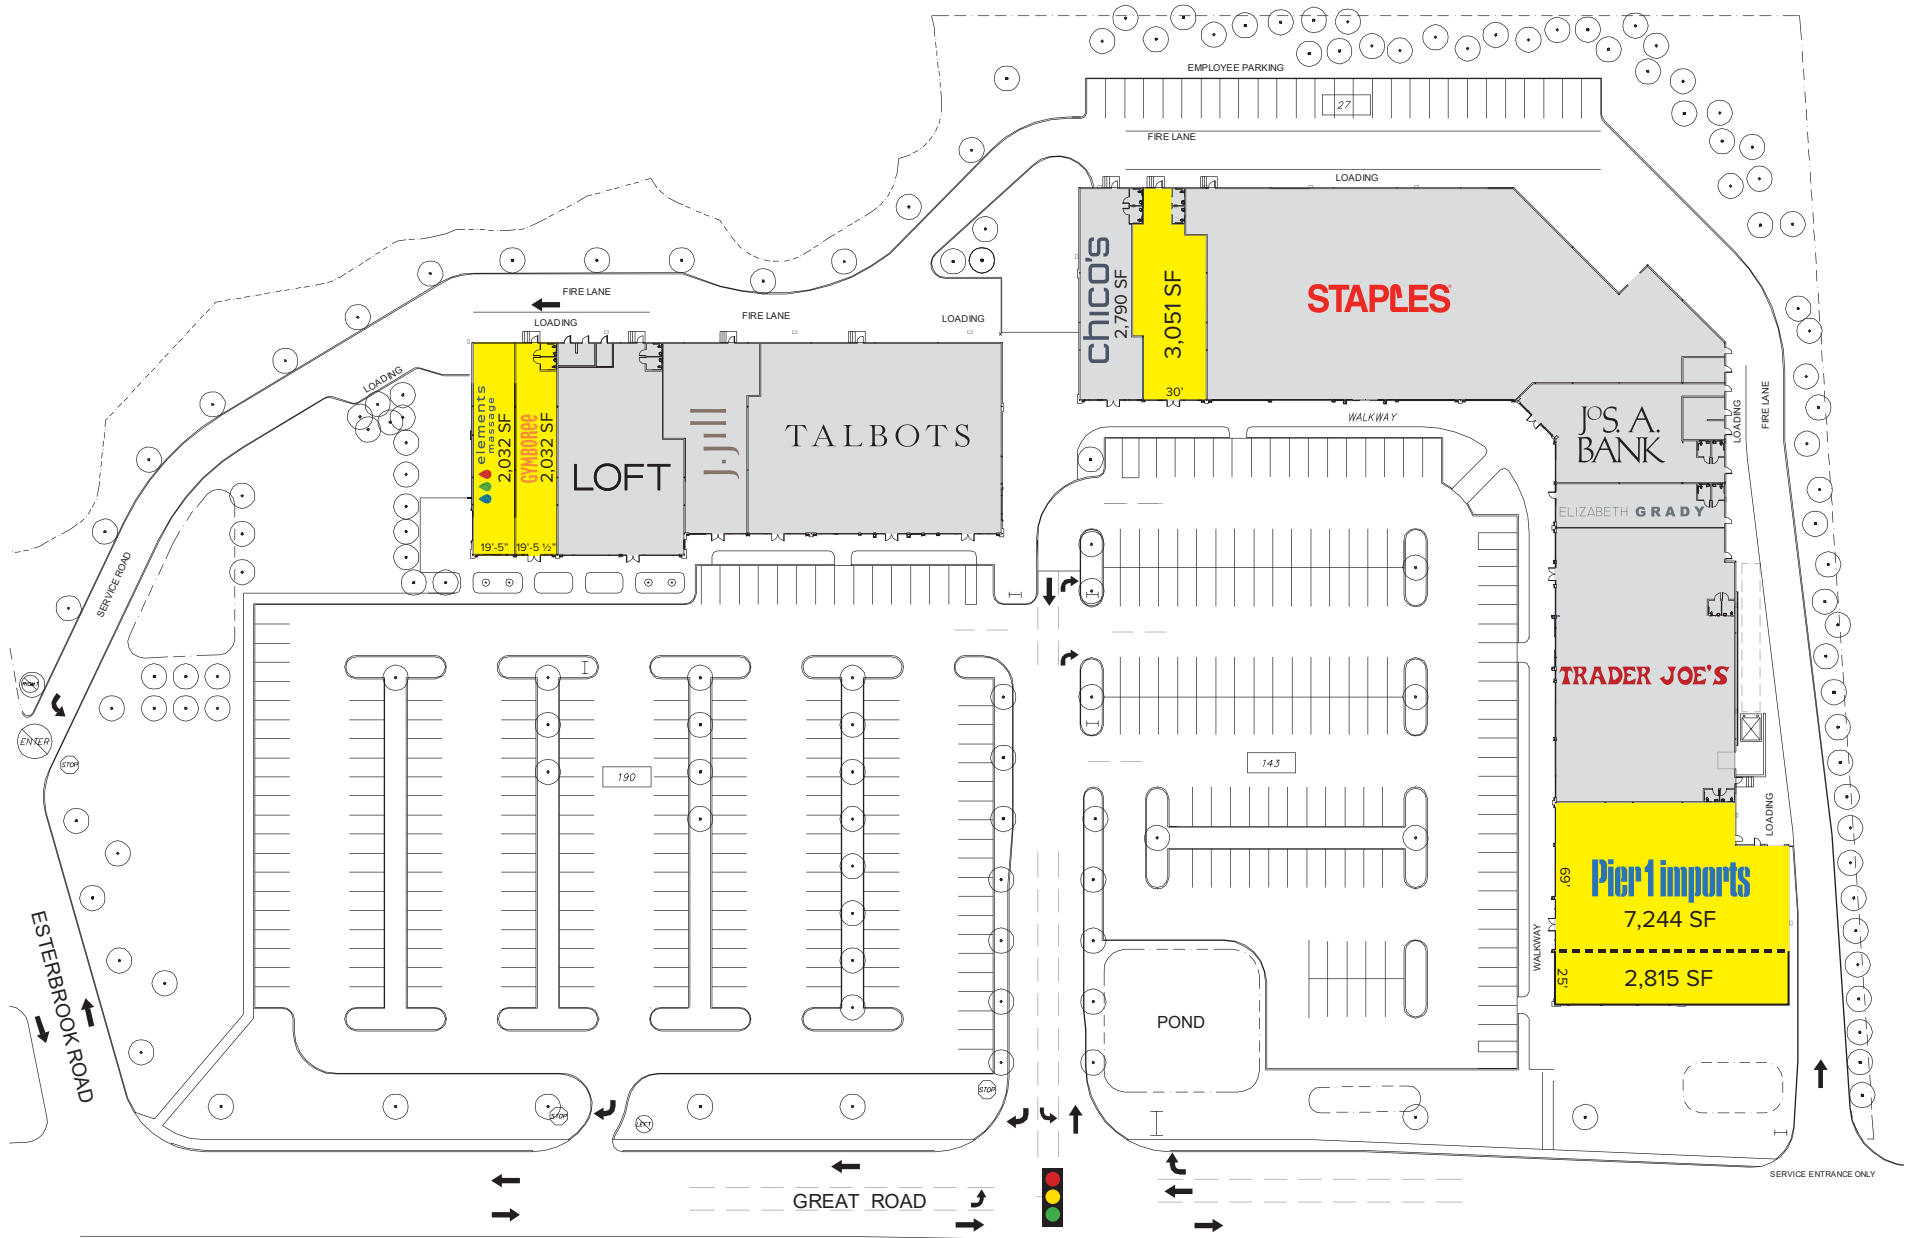 EMPLOYEE PARKING
27
FIRE LANE
LOADING
chico's
2,790 SF
3,051 SF
30'
STAPLES
FIRE LANE
LOADING
FIRE LANE
LOADING
LOADING
elements
massage
2,032 SF
19'-5"
GYMBOREE
2,032 SF
19'-5 ½"
LOFT
J.Jill
TALBOTS
WALKWAY
JoS. A.
BANK
LOADING
FIRE LANE
ELIZABETH GRADY
TRADER JOE'S
LOADING
Pier 1 imports
69'
7,244 SF
25'
2,815 SF
WALKWAY
SERVICE ROAD
ENTER
STOP
190
143
POND
ESTERBROOK ROAD
STOP
LEFT
STOP
GREAT ROAD
SERVICE ENTRANCE ONLY